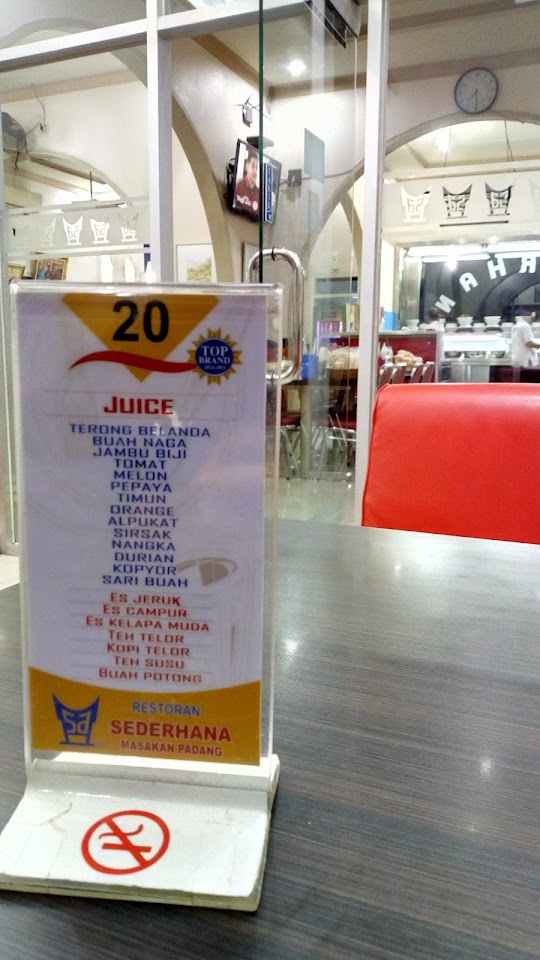 20
TOP
BRAND
JUICE
TERONG BELANDA
BUAH NAGA
JAMBU BIJI
TOMAT
MELON
PEPAYA
TIMUN
ORANGE
ALPUKAT
SIRSAK
NANGKA
DURIAN
KOPYOR
SARI BUAH
ES JERUK
ES CAMPUR
ES KELAPA MUDA
TEH TELOR
KOPI TELOR
TEH SUSU
BUAH POTONG
RESTORAN
SEDERHANA
MASAKAN PADANG
RHAN